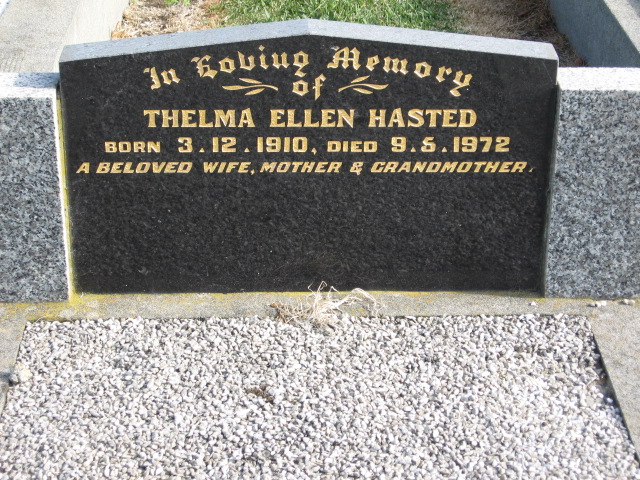 In Loving Memory
of
THELMA ELLEN HASTED
BORN 3.12.1910, DIED 9.5.1972
A BELOVED WIFE, MOTHER & GRANDMOTHER.